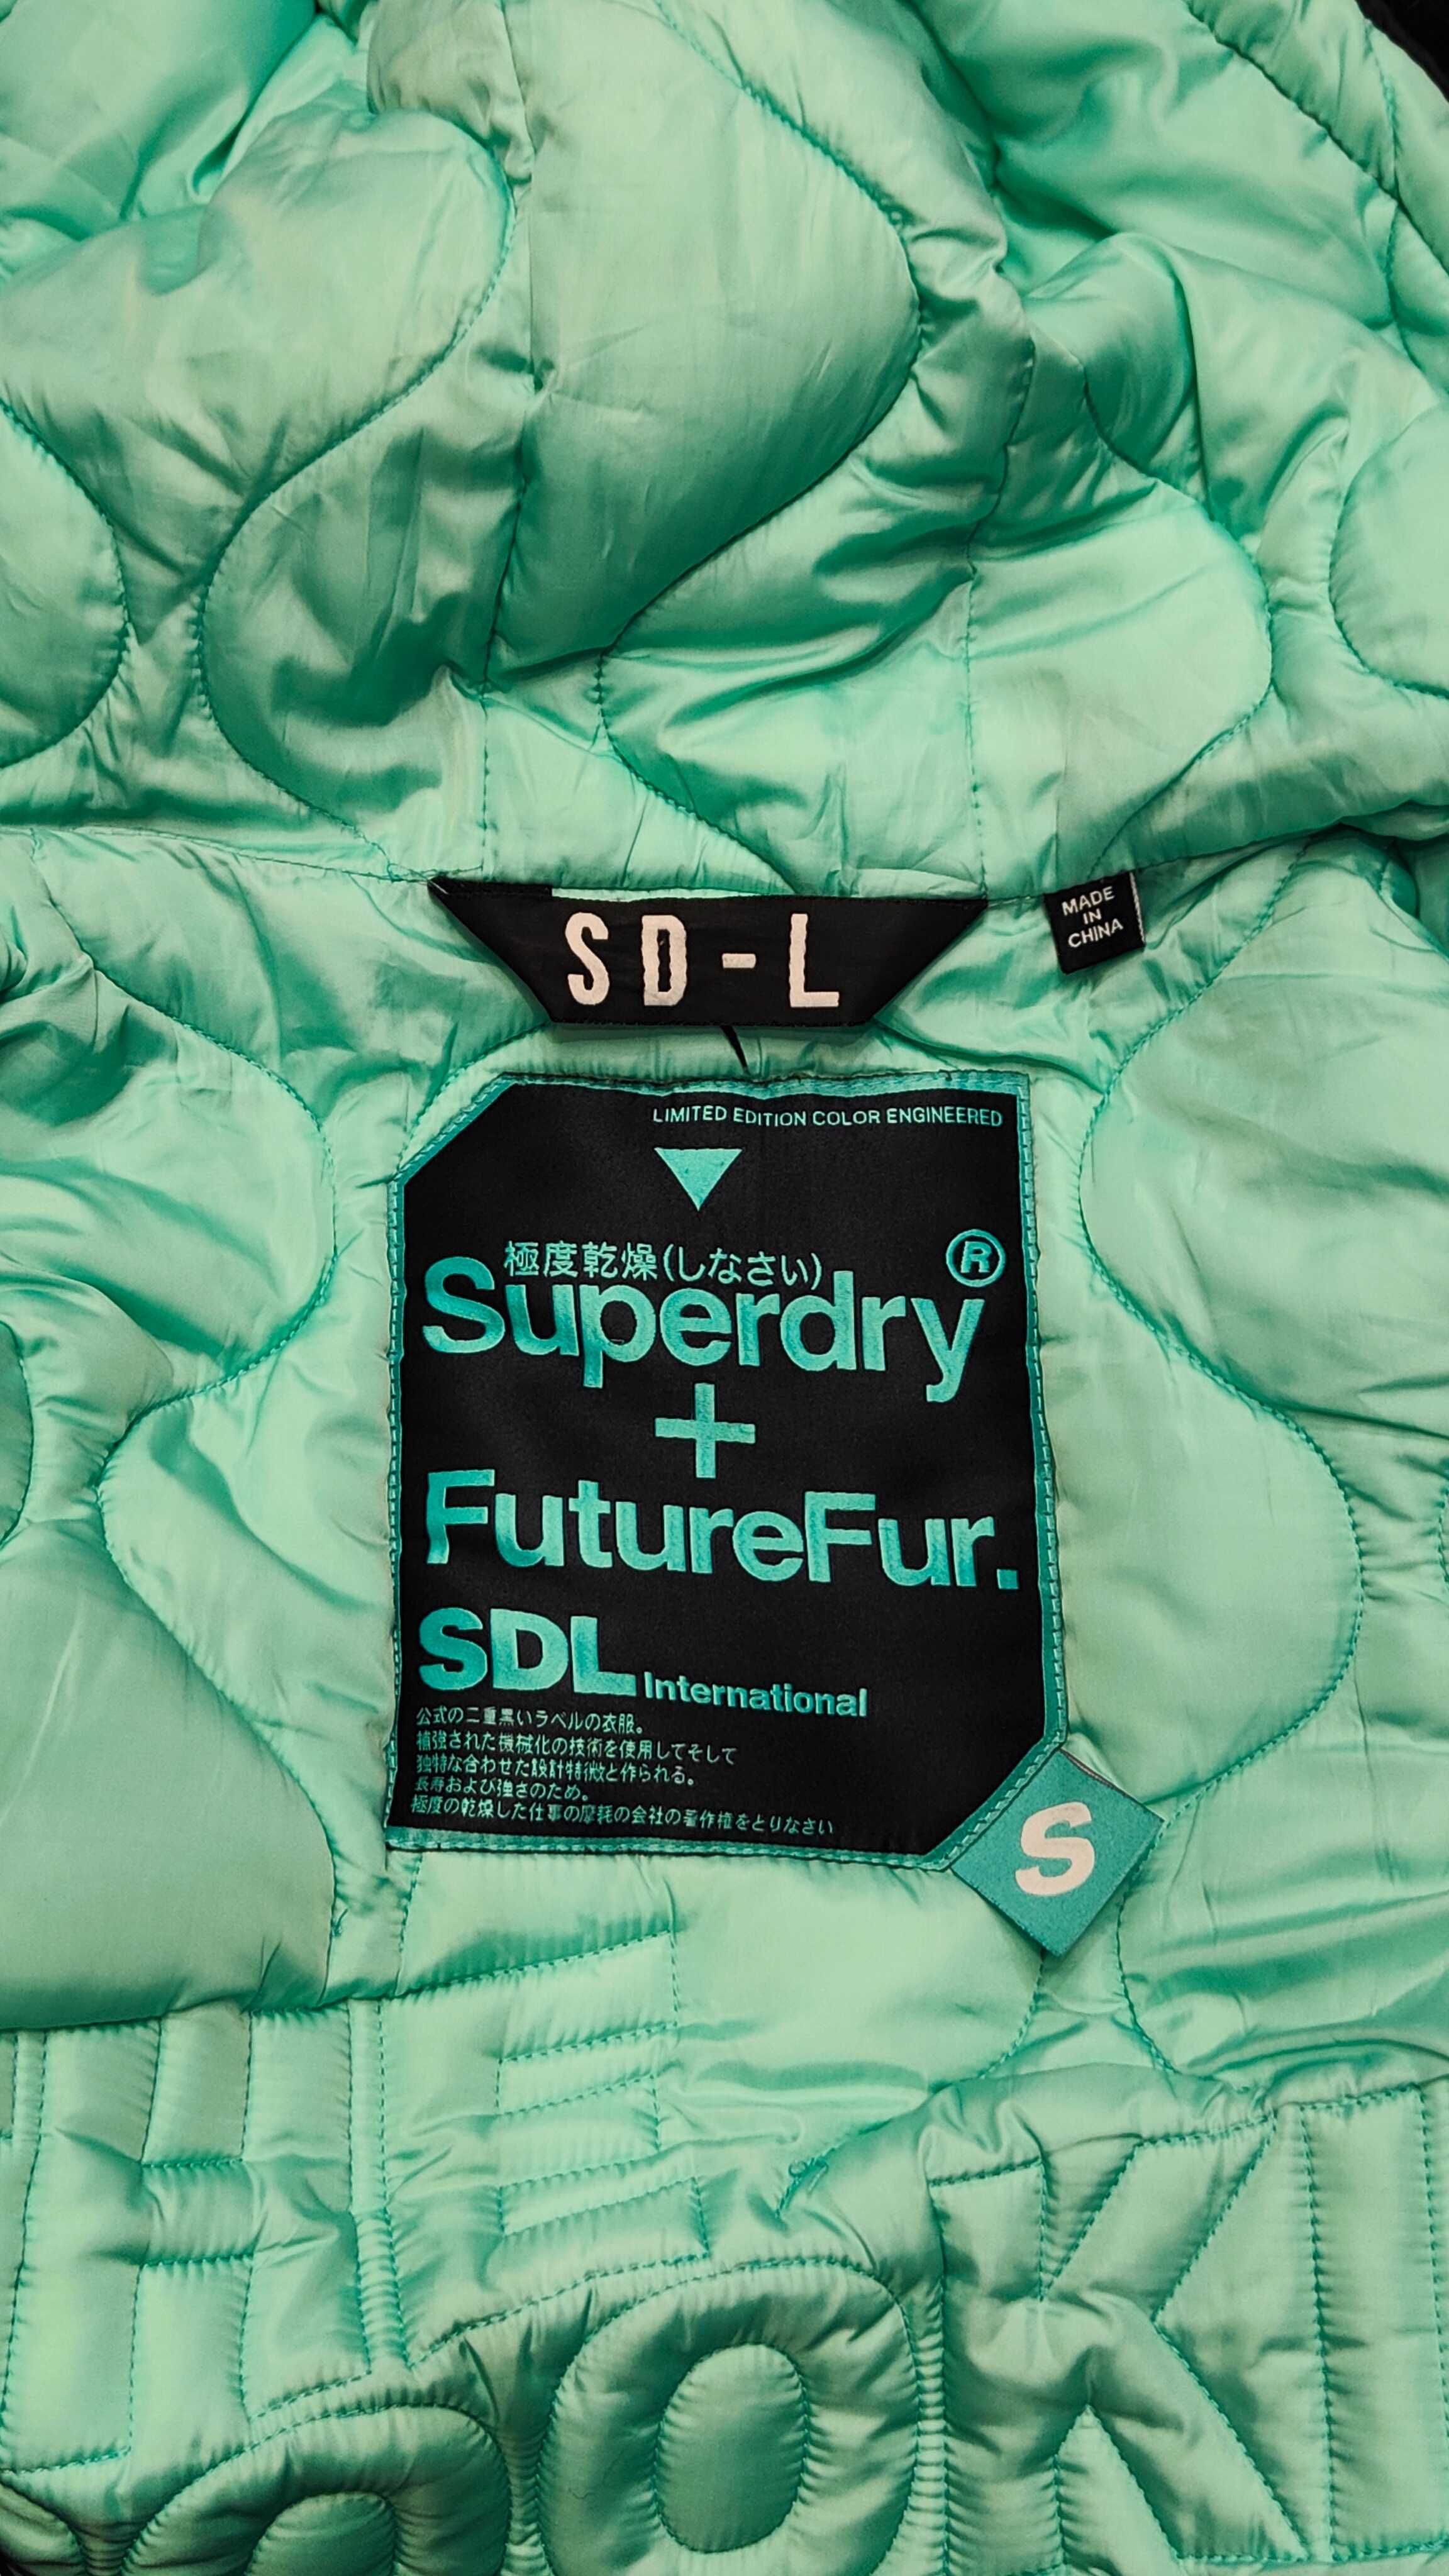 SD-L
MADE
IN
CHINA
LIMITED EDITION COLOR ENGINEERED
極度乾燥(しなさい)
Superdry®
+
FutureFur.
SDL International
公式の二重黒いラベルの衣服。
補強された機械化の技術を使用してそして
独特な合わせた設計特徴と作られる。
長寿および強さのため。
極度の乾燥した仕事の摩耗の会社の著作権をとりなさい
S